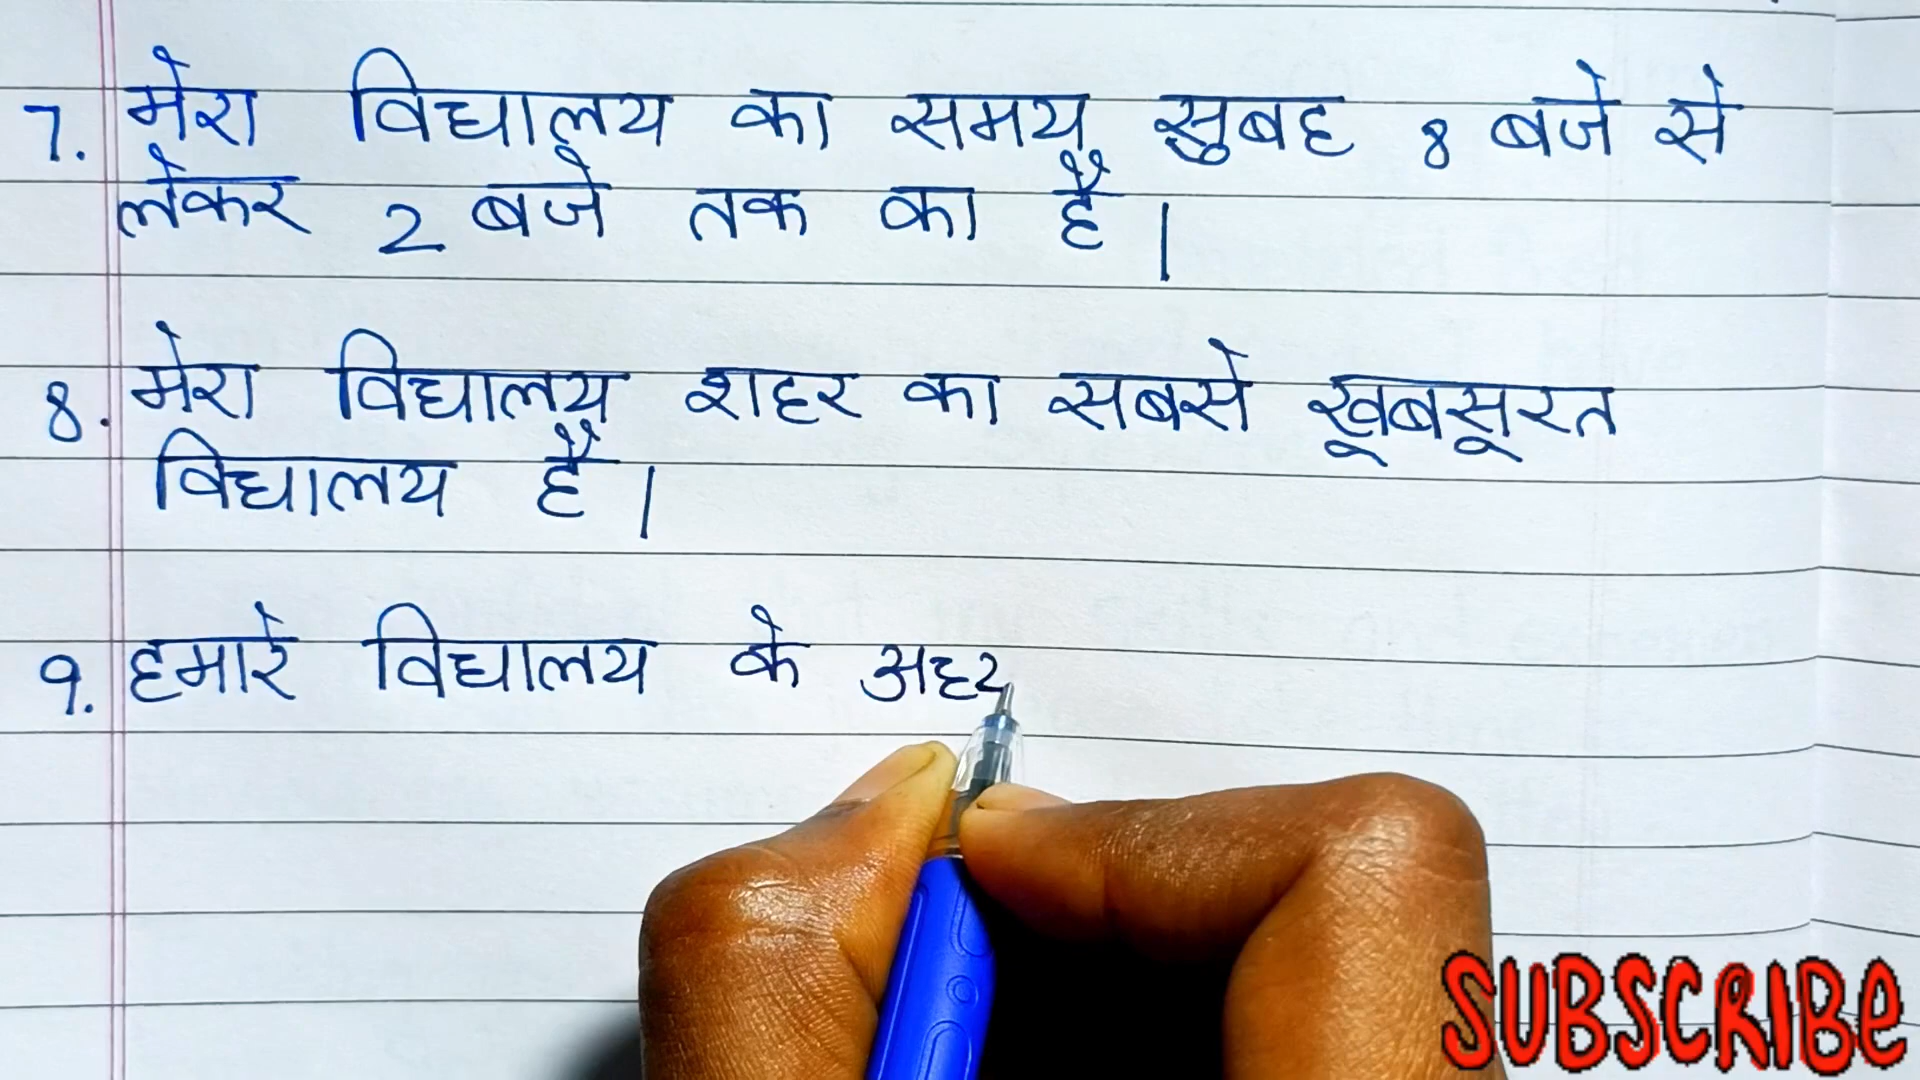 7. मेरा विद्यालय का समय सुबह 8 बजे से
लेकर 2 बजे तक का है।
8. मेरा विद्यालय शहर का सबसे खूबसूरत
विद्यालय है।
9. हमारे विद्यालय के
SUBSCRIBE